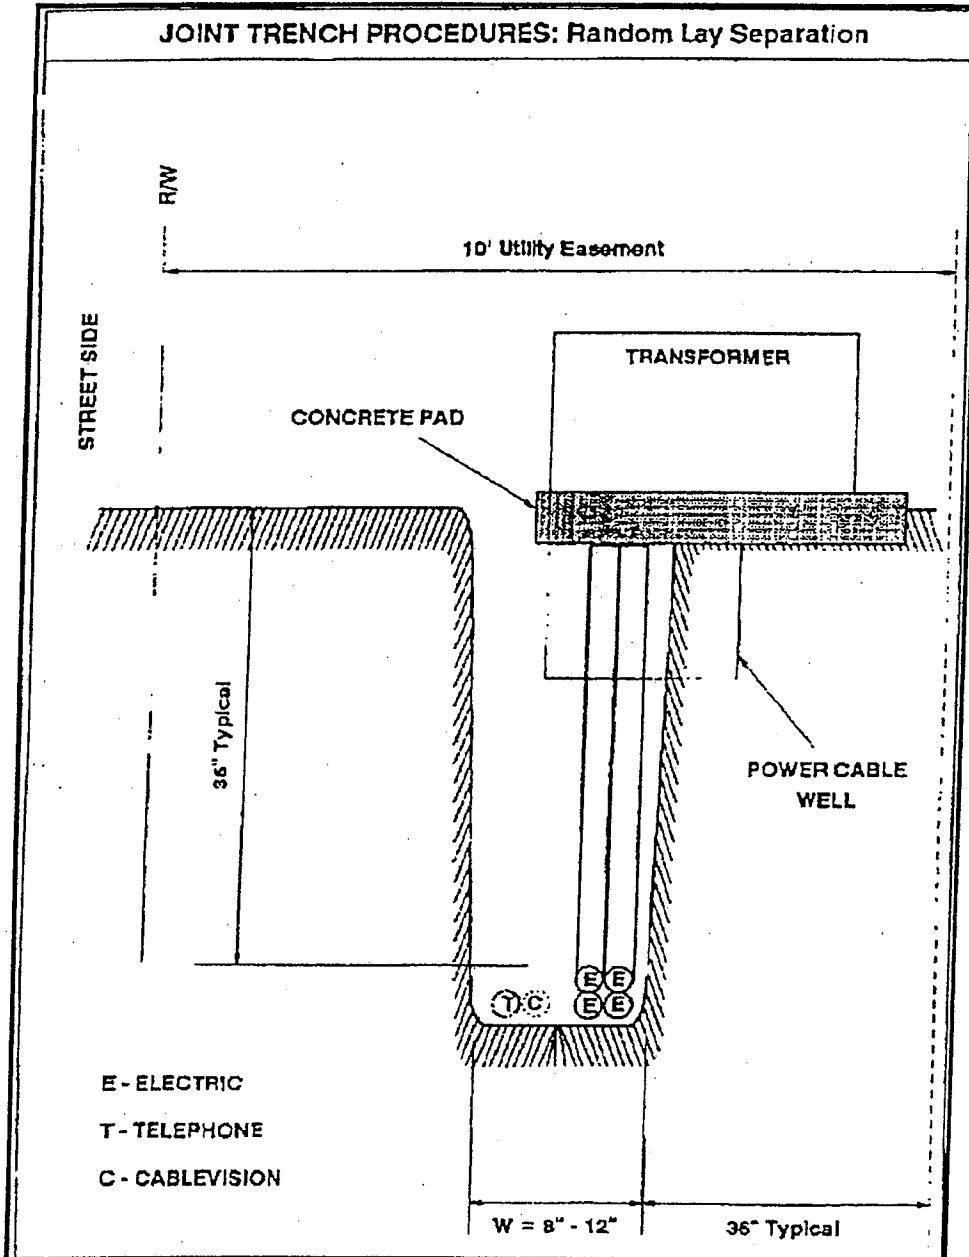 JOINT TRENCH PROCEDURES: Random Lay Separation
R/W
10' Utility Easement
STREET SIDE
TRANSFORMER
CONCRETE PAD
36" Typical
POWER CABLE
WELL
E E
T C E E
E - ELECTRIC
T - TELEPHONE
C - CABLEVISION
W = 8" - 12"
36" Typical